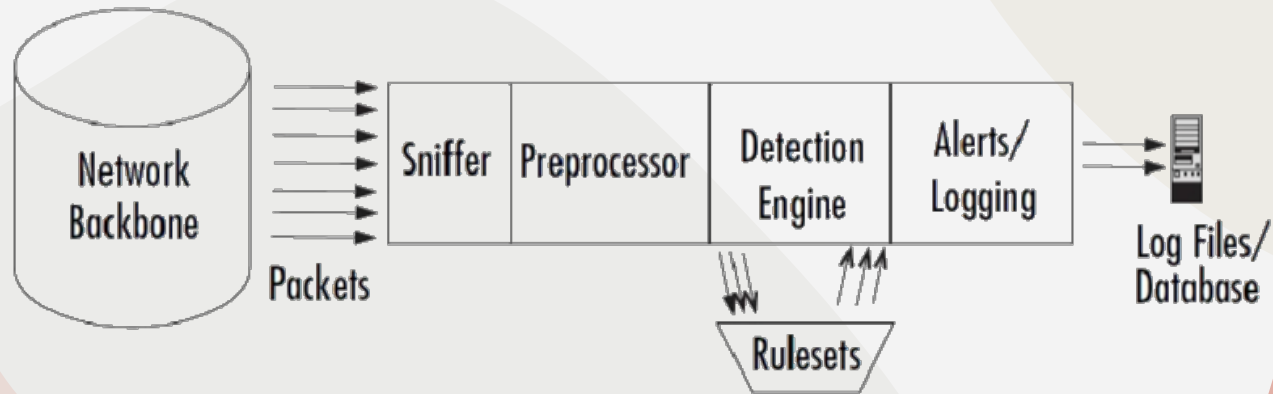 Network
Backbone
Packets
Sniffer
Preprocessor
Detection
Engine
Alerts/
Logging
Rulesets
Log Files/
Database